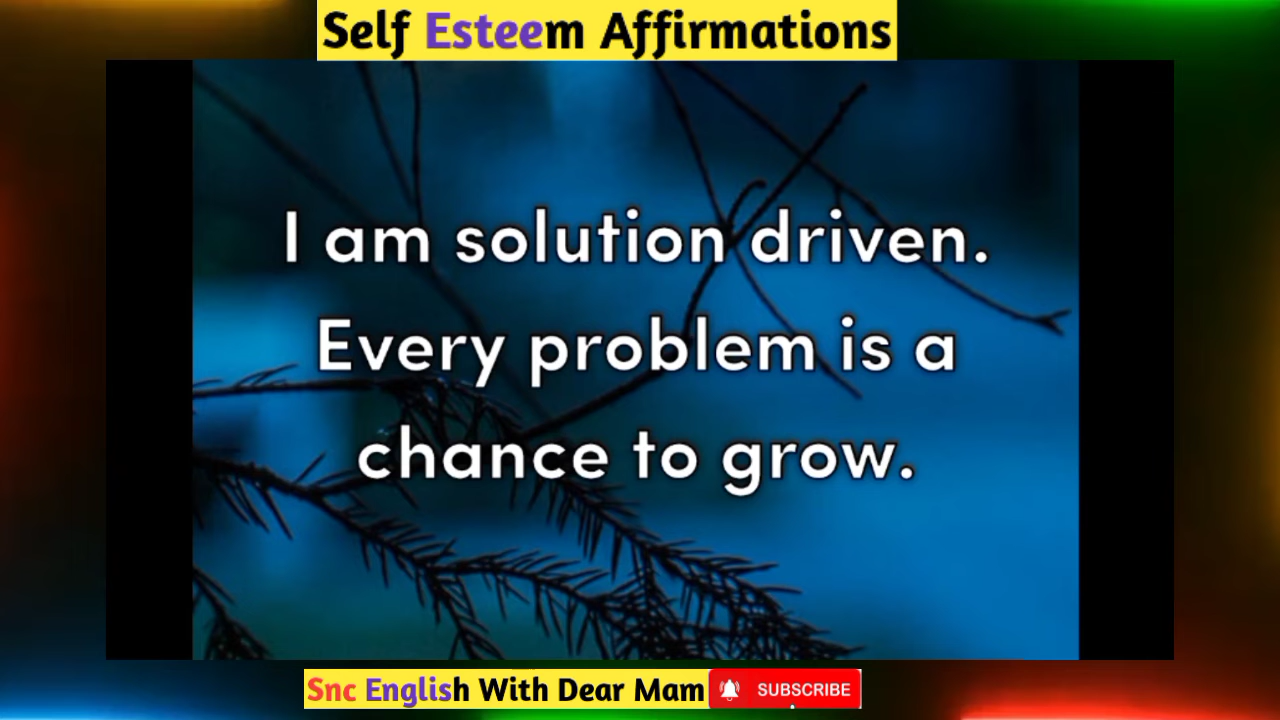 Self Esteem Affirmations
I am solution driven.
Every problem is a
chance to grow.
Snc English With Dear Mam SUBSCRIBE